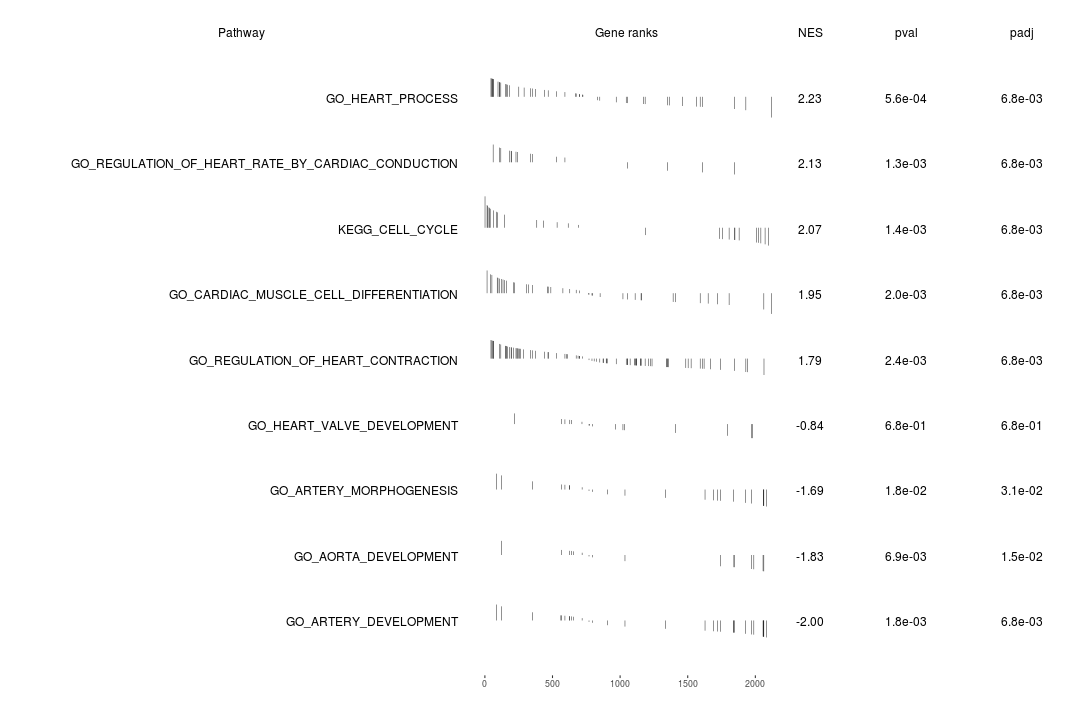 Pathway Gene ranks NES pval padj
GO_HEART_PROCESS 2.23 5.6e-04 6.8e-03
GO_REGULATION_OF_HEART_RATE_BY_CARDIAC_CONDUCTION 2.13 1.3e-03 6.8e-03
KEGG_CELL_CYCLE 2.07 1.4e-03 6.8e-03
GO_CARDIAC_MUSCLE_CELL_DIFFERENTIATION 1.95 2.0e-03 6.8e-03
GO_REGULATION_OF_HEART_CONTRACTION 1.79 2.4e-03 6.8e-03
GO_HEART_VALVE_DEVELOPMENT -0.84 6.8e-01 6.8e-01
GO_ARTERY_MORPHOGENESIS -1.69 1.8e-02 3.1e-02
GO_AORTA_DEVELOPMENT -1.83 6.9e-03 1.5e-02
GO_ARTERY_DEVELOPMENT -2.00 1.8e-03 6.8e-03
0 500 1000 1500 2000